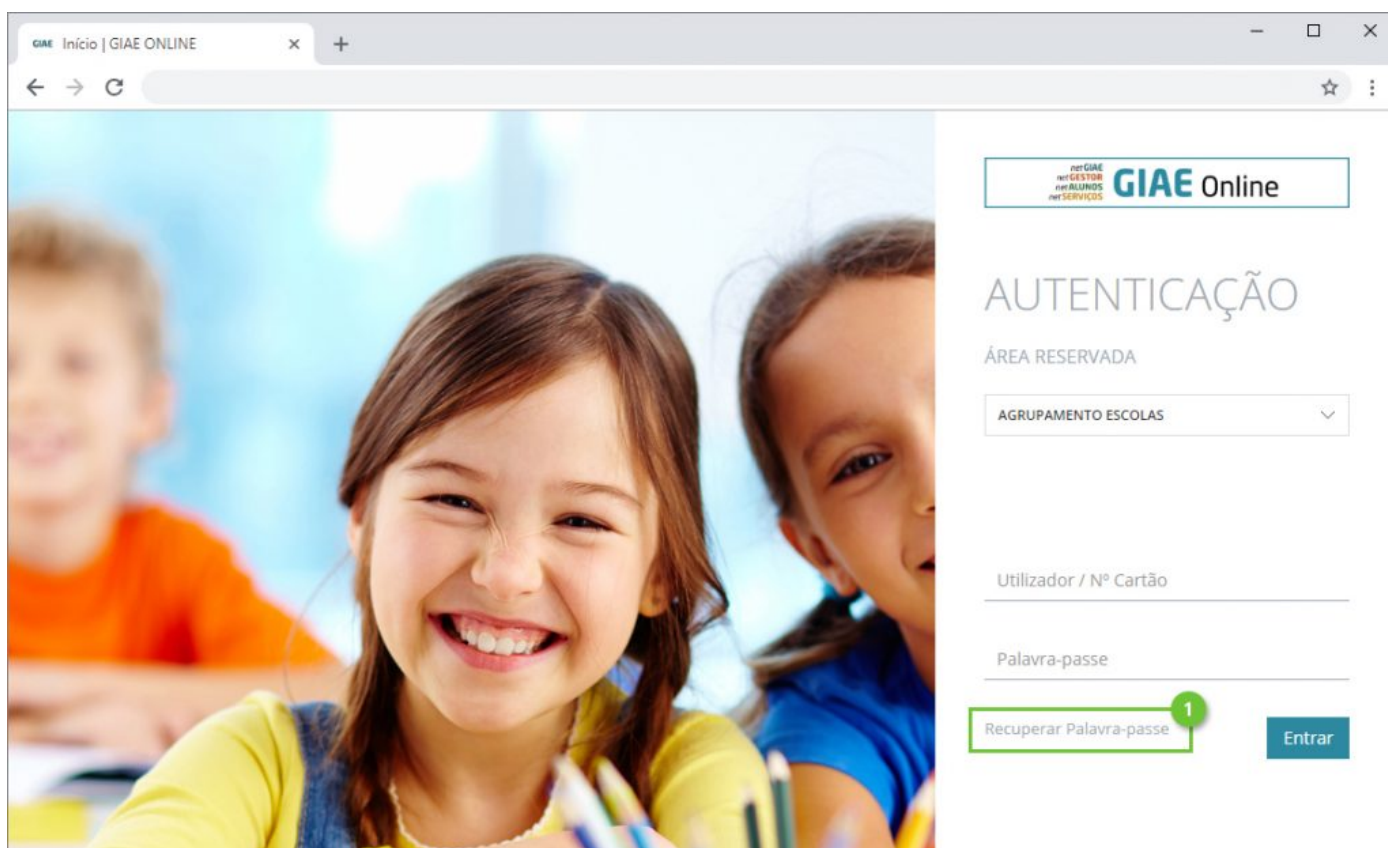 GIAE Início | GIAE ONLINE
netGIAE
netGESTOR
netALUNOS
netSERVIÇOS
GIAE Online
AUTENTICAÇÃO
ÁREA RESERVADA
AGRUPAMENTO ESCOLAS
Utilizador / Nº Cartão
Palavra-passe
1
Recuperar Palavra-passe
Entrar